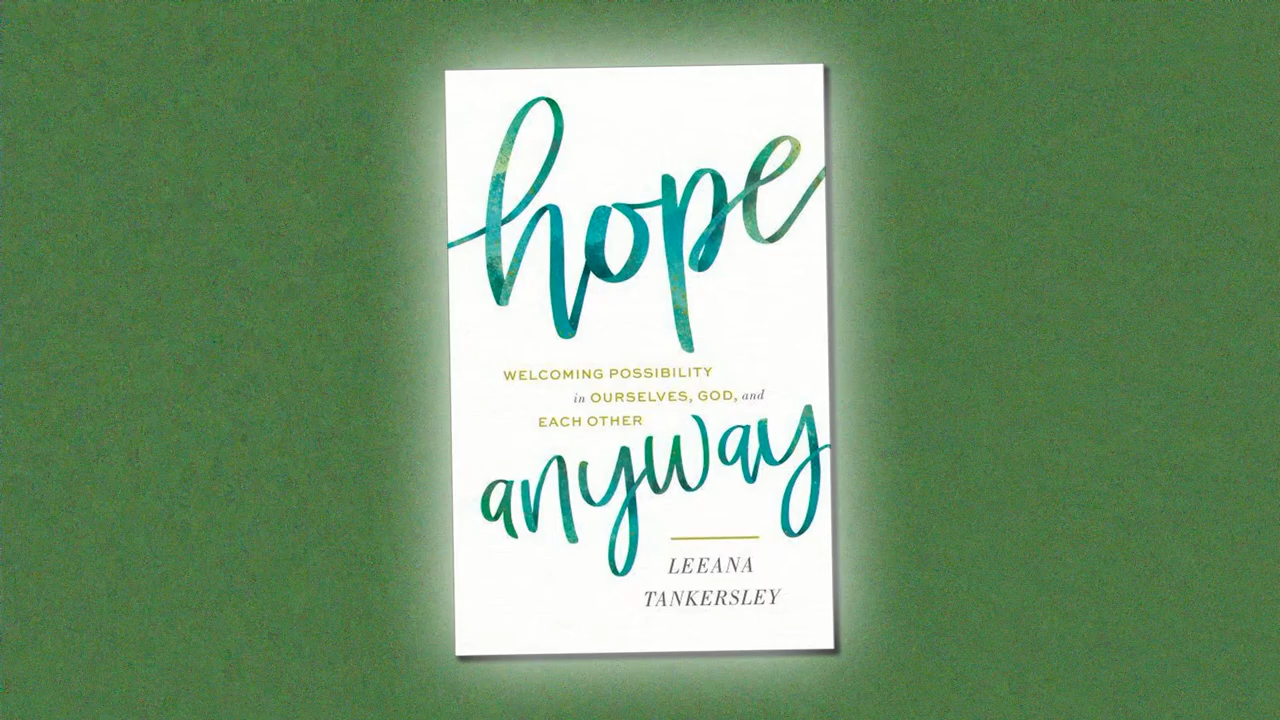 hope
WELCOMING POSSIBILITY
in OURSELVES, GOD, and
EACH OTHER
anyway
LEEANA
TANKERSLEY